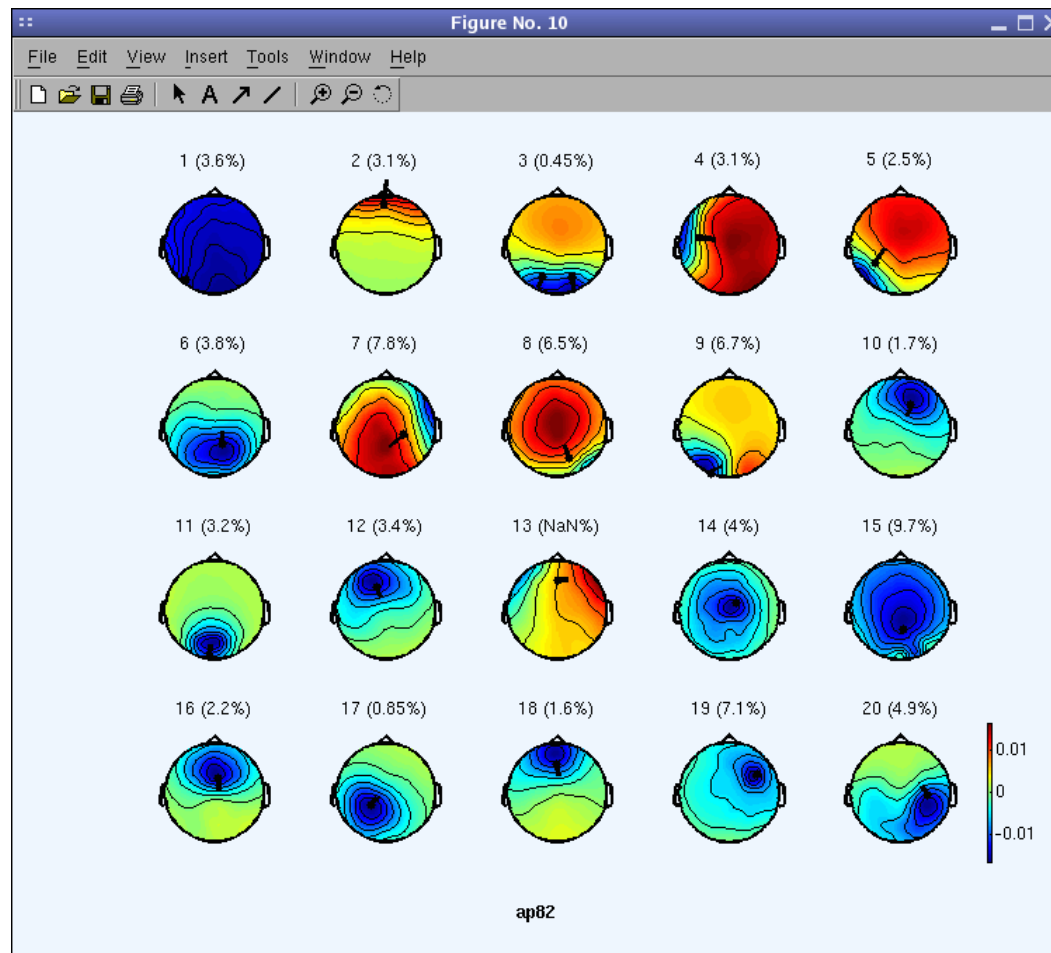 Figure No. 10
File Edit View Insert Tools Window Help
A
1 (3.6%) 2 (3.1%) 3 (0.45%) 4 (3.1%) 5 (2.5%)
6 (3.8%) 7 (7.8%) 8 (6.5%) 9 (6.7%) 10 (1.7%)
11 (3.2%) 12 (3.4%) 13 (NaN%) 14 (4%) 15 (9.7%)
16 (2.2%) 17 (0.85%) 18 (1.6%) 19 (7.1%) 20 (4.9%)
0.01
0
-0.01
ap82